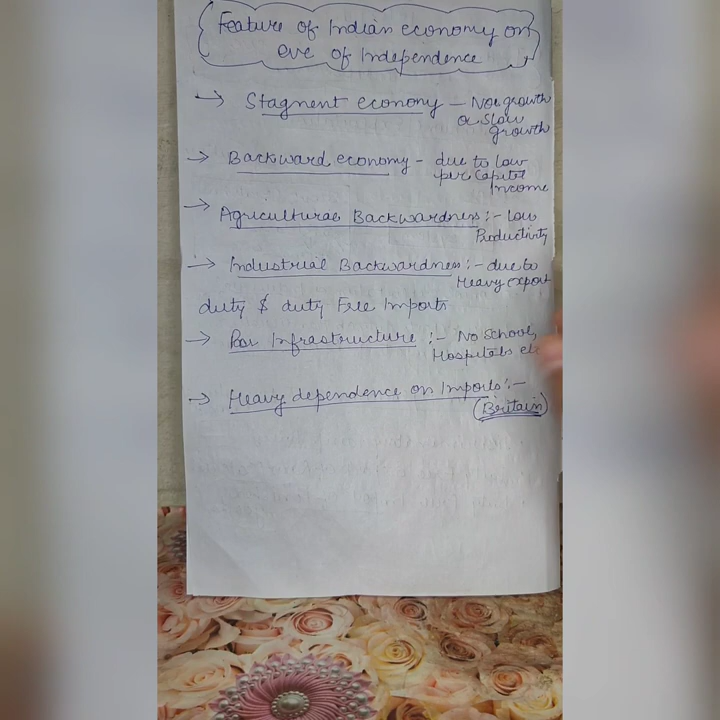 Feature of Indian economy on
eve of Independence
→ Stagnent economy – No growth
or Slow
growth
→ Backward economy - due to low
per Capital
Income
→ Agricultural Backwardness :- Low
Productivity
→ Industrial Backwardness :- due to
Heavy export
duty & duty Free Imports
→ Poor Infrastructure :- No School,
Hospitals etc
→ Heavy dependence on Imports :-
(Britain)